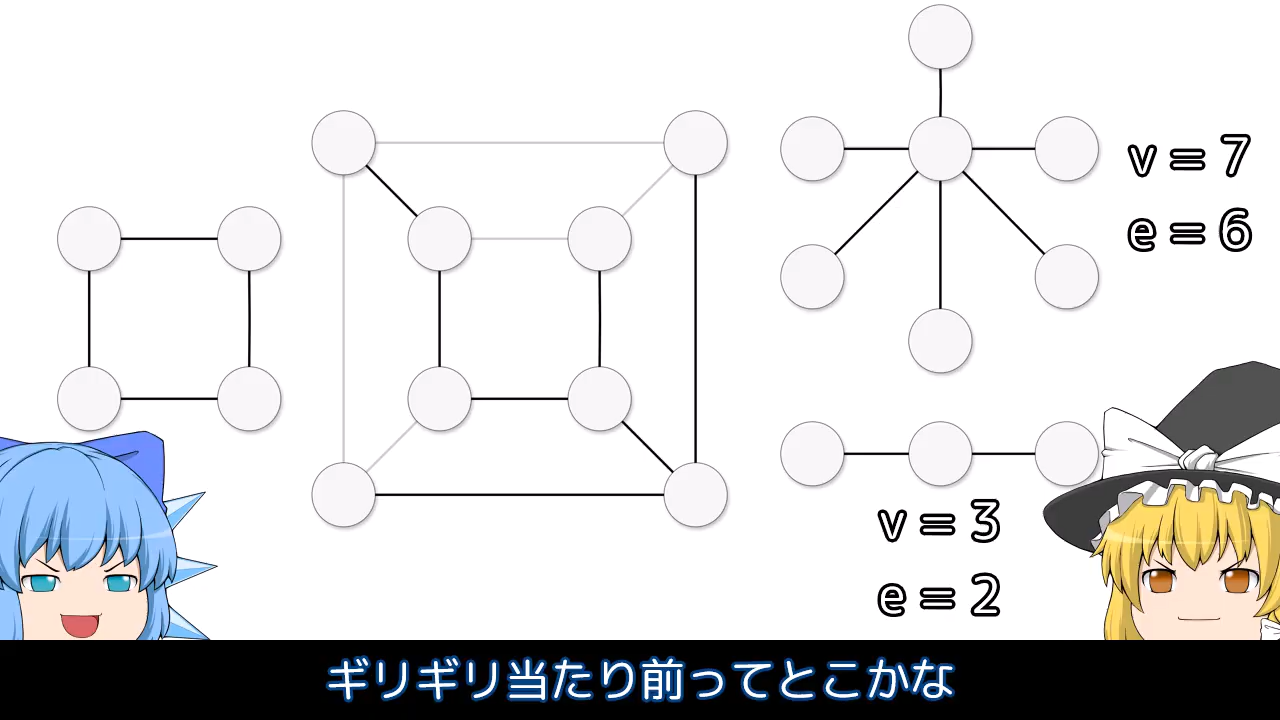 v = 7
e = 6
v = 3
e = 2
ギリギリ当たり前ってとこかな